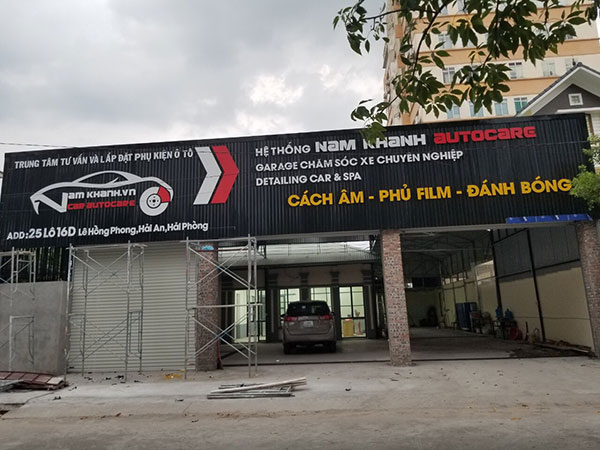 TRUNG TÂM TƯ VẤN VÀ LẮP ĐẶT PHỤ KIỆN Ô TÔ
NAM KHANH.VN
CAR AUTOCARE
ADD: 25 LÔ 16D Lê Hồng Phong, Hải An, Hải Phòng
HỆ THỐNG NAM KHANH AUTOCARE
GARAGE CHĂM SÓC XE CHUYÊN NGHIỆP
DETAILING CAR & SPA
CÁCH ÂM - PHỦ FILM - ĐÁNH BÓNG